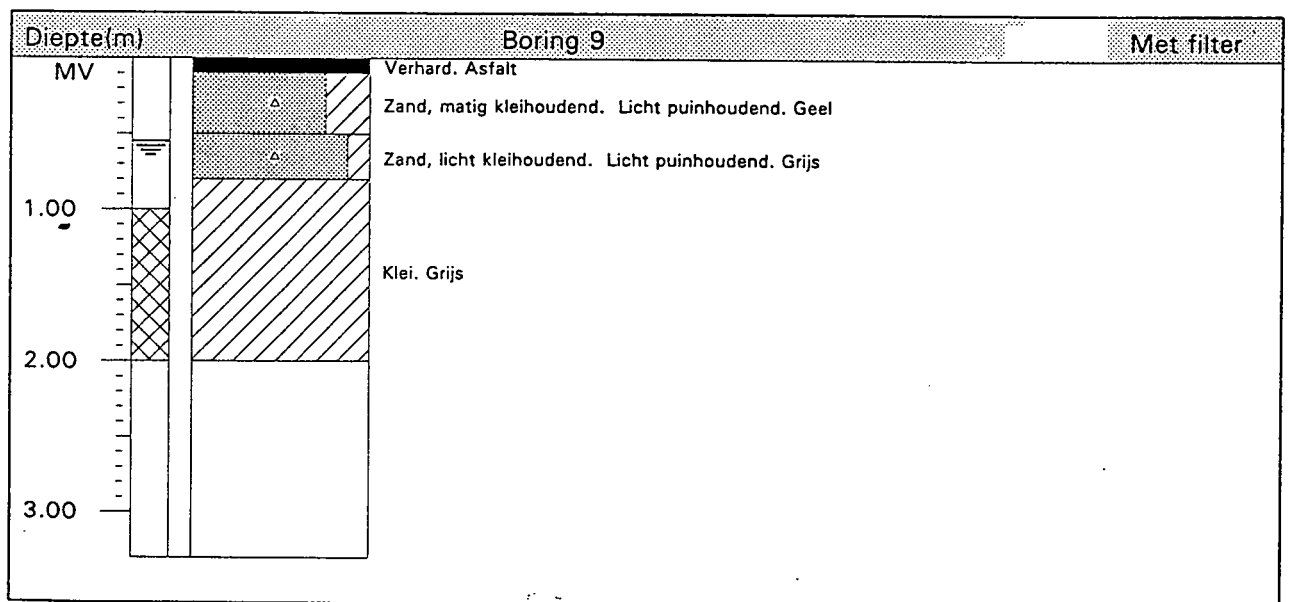 Diepte(m) Boring 9 Met filter
MV Verhard. Asfalt
Zand, matig kleihoudend. Licht puinhoudend. Geel
Zand, licht kleihoudend. Licht puinhoudend. Grijs
1.00
Klei. Grijs
2.00
3.00